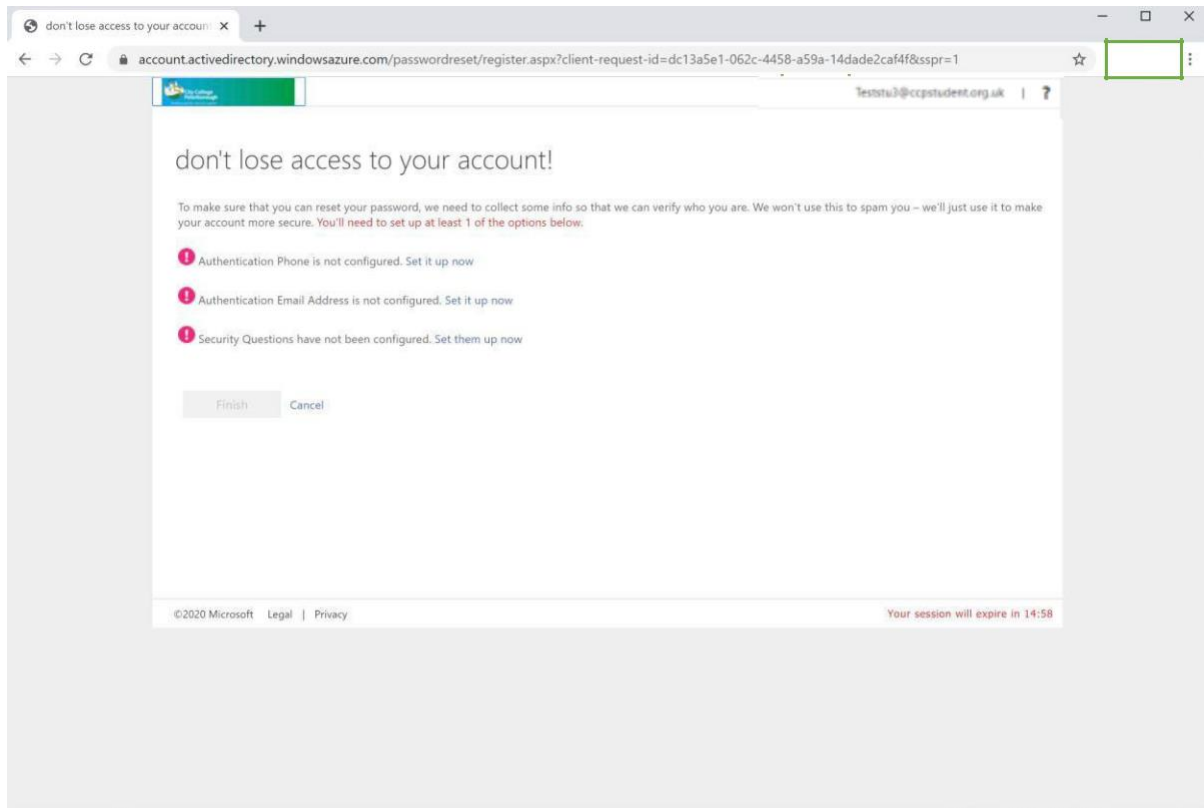 don't lose access to your accoun
account.activedirectory.windowsazure.com/passwordreset/register.aspx?client-request-id=dc13a5e1-062c-4458-a59a-14dade2caf4f&sspr=1
City College
Peterborough
Teststu3@ccpstudent.org.uk | ?
don't lose access to your account!
To make sure that you can reset your password, we need to collect some info so that we can verify who you are. We won't use this to spam you – we'll just use it to make
your account more secure. You'll need to set up at least 1 of the options below.
! Authentication Phone is not configured. Set it up now
! Authentication Email Address is not configured. Set it up now
! Security Questions have not been configured. Set them up now
Finish Cancel
©2020 Microsoft Legal | Privacy
Your session will expire in 14:58